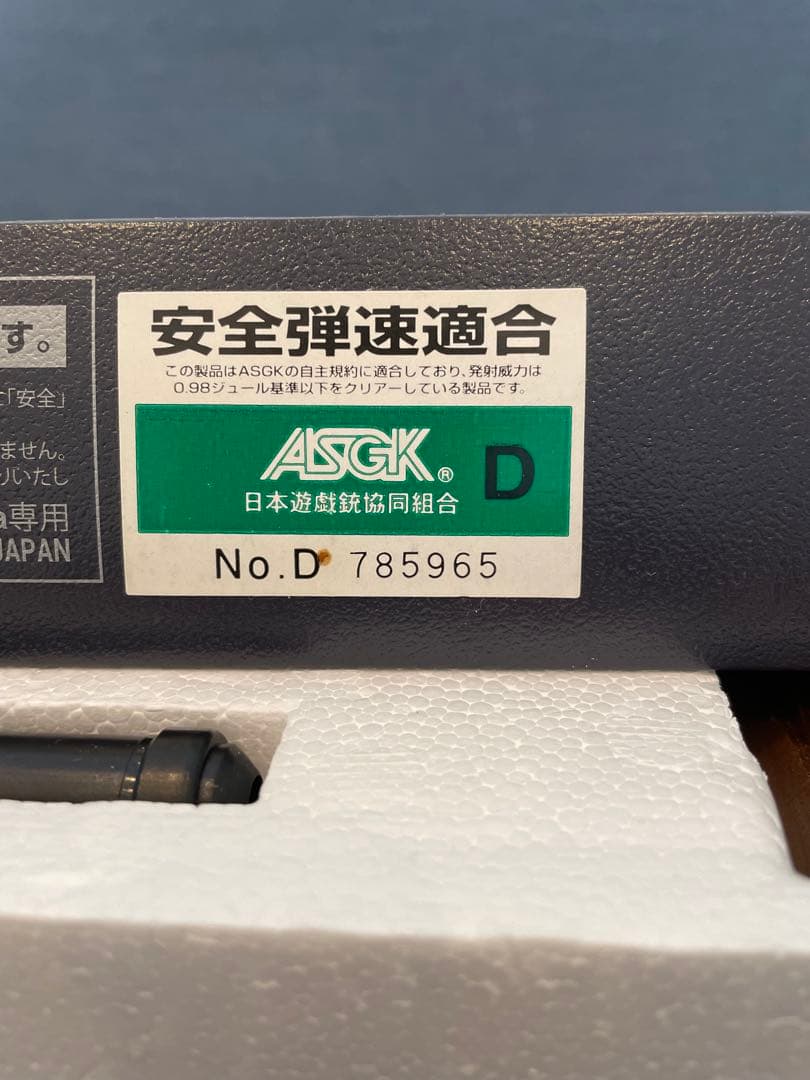 す。
「安全」
ません。
いたし
専用
JAPAN
安全弾速適合
この製品はASGKの自主規約に適合しており、発射威力は
0.98ジュール基準以下をクリアーしている製品です。
ASGK® D
日本遊戯銃協同組合
No.D 785965